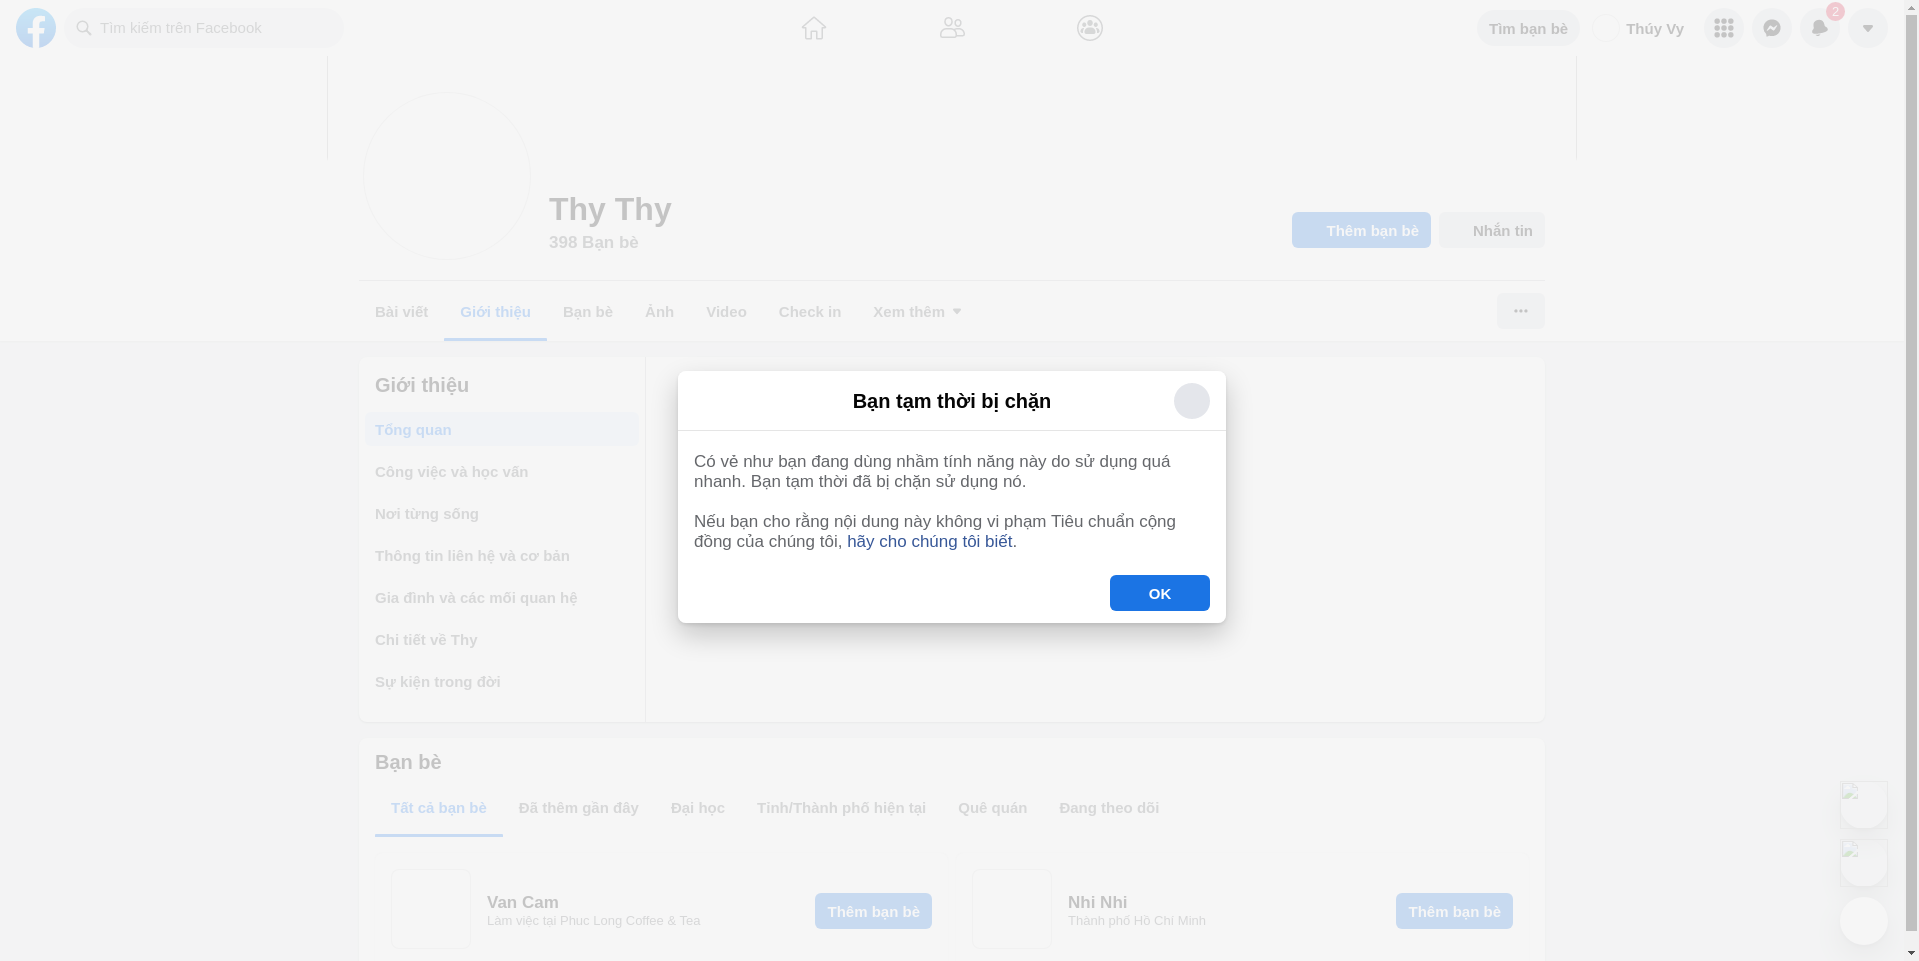 Tìm kiếm trên Facebook
Tìm bạn bè
Thúy Vy
2
Thy Thy
398 Bạn bè
Thêm bạn bè
Nhắn tin
Bài viết
Giới thiệu
Bạn bè
Ảnh
Video
Check in
Xem thêm
Giới thiệu
Tổng quan
Công việc và học vấn
Nơi từng sống
Thông tin liên hệ và cơ bản
Gia đình và các mối quan hệ
Chi tiết về Thy
Sự kiện trong đời
Bạn tạm thời bị chặn
Có vẻ như bạn đang dùng nhầm tính năng này do sử dụng quá
nhanh. Bạn tạm thời đã bị chặn sử dụng nó.
Nếu bạn cho rằng nội dung này không vi phạm Tiêu chuẩn cộng
đồng của chúng tôi, hãy cho chúng tôi biết.
OK
Bạn bè
Tất cả bạn bè
Đã thêm gần đây
Đại học
Tỉnh/Thành phố hiện tại
Quê quán
Đang theo dõi
Van Cam
Làm việc tại Phuc Long Coffee & Tea
Thêm bạn bè
Nhi Nhi
Thành phố Hồ Chí Minh
Thêm bạn bè